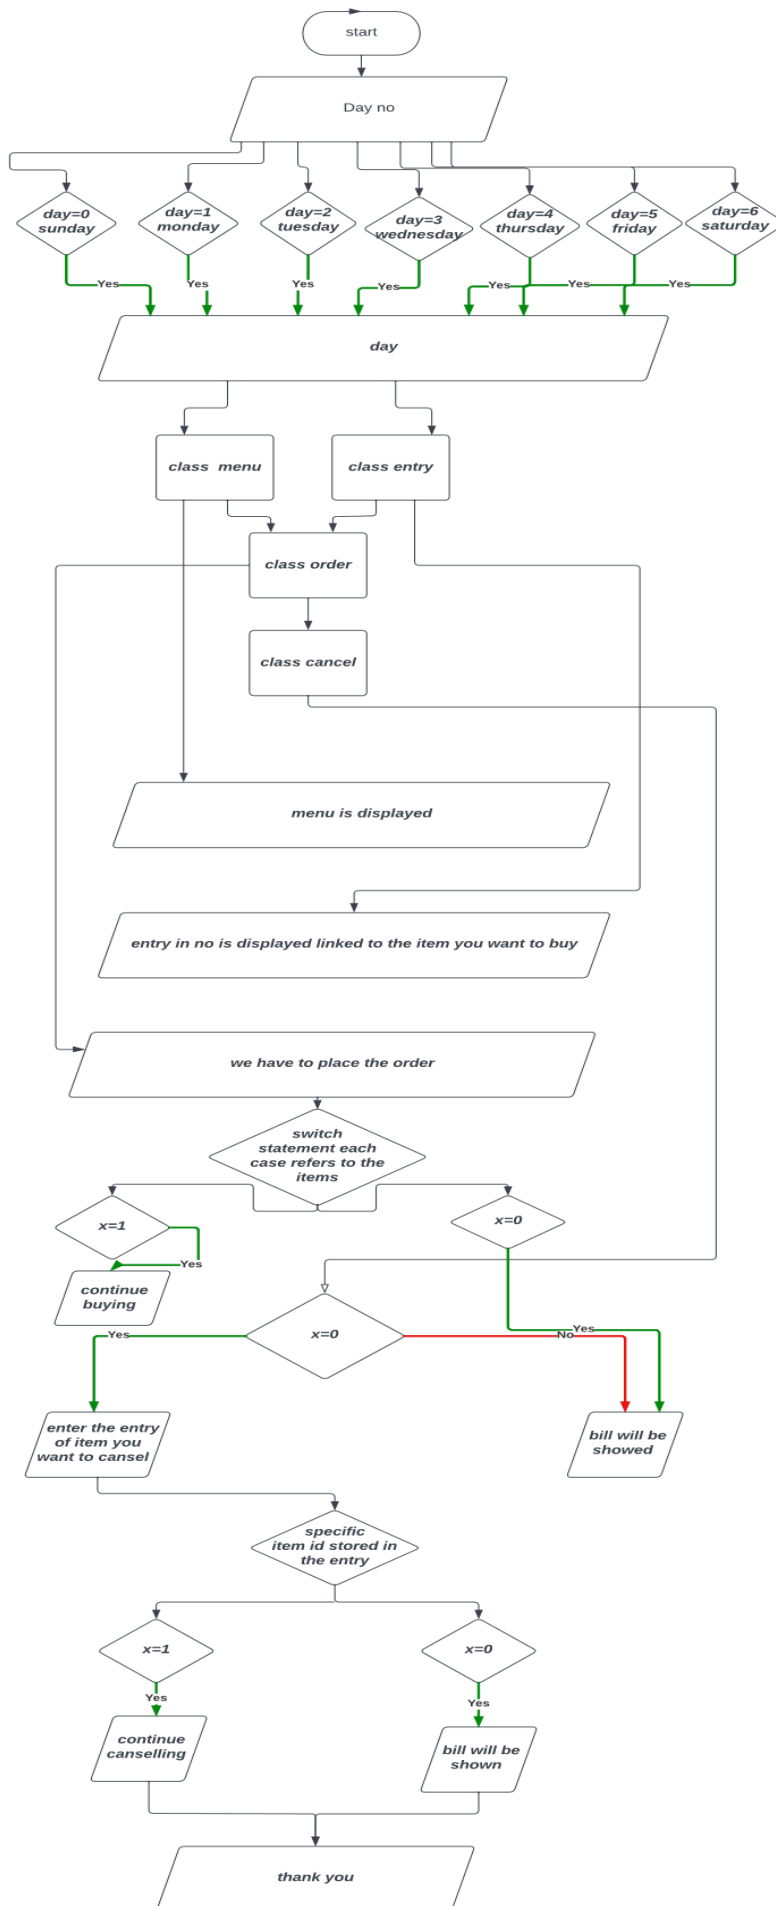 start
Day no
day=0
sunday
day=1
monday
day=2
tuesday
day=3
wednesday
day=4
thursday
day=5
friday
day=6
saturday
Yes
Yes
Yes
Yes
Yes
Yes
Yes
day
class menu
class entry
class order
class cancel
menu is displayed
entry in no is displayed linked to the item you want to buy
we have to place the order
switch
statement each
case refers to the
items
x=1
x=0
Yes
continue
buying
x=0
Yes
No
Yes
enter the entry
of item you
want to cansel
bill will be
showed
specific
item id stored in
the entry
x=1
x=0
Yes
Yes
continue
canselling
bill will be
shown
thank you